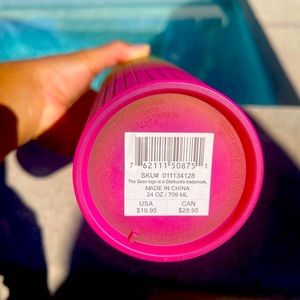 7 62111 50875 1
SKU# 011134128
The Siren logo is a Starbucks trademark.
MADE IN CHINA
24 OZ / 709 ML
USA CAN
$19.95 $28.95